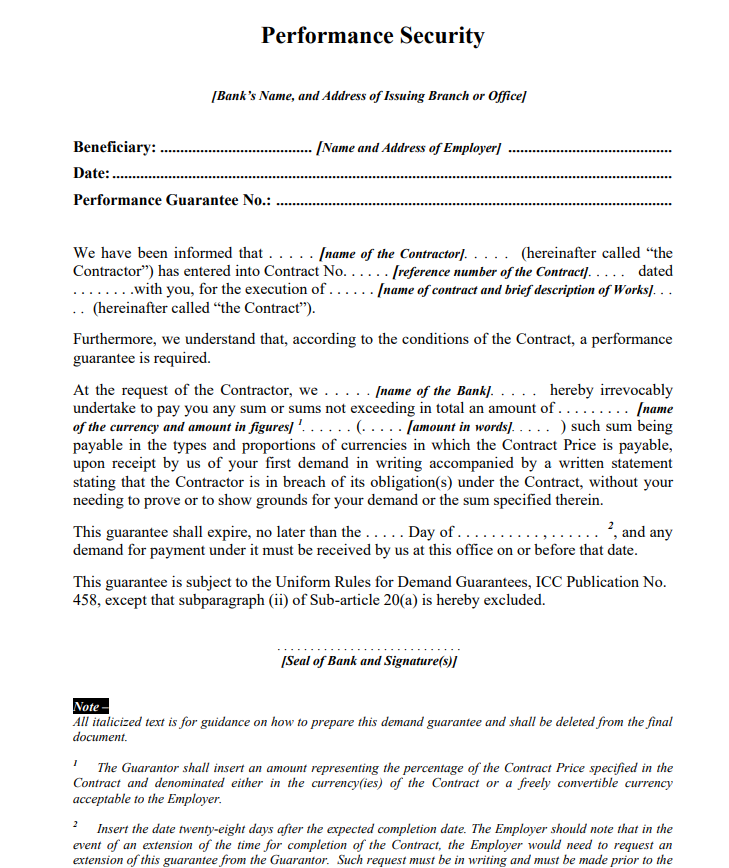 Performance Security
[Bank's Name, and Address of Issuing Branch or Office]
Beneficiary: ..................................... [Name and Address of Employer] ........................................
Date: ..........................................................................................................................................
Performance Guarantee No.: .................................................................................................
We have been informed that . . . . . [name of the Contractor]. . . . . (hereinafter called “the
Contractor”) has entered into Contract No. . . . . . [reference number of the Contract]. . . . . dated
. . . . . . . .with you, for the execution of . . . . . . [name of contract and brief description of Works]. . .
. . (hereinafter called “the Contract”).
Furthermore, we understand that, according to the conditions of the Contract, a performance
guarantee is required.
At the request of the Contractor, we . . . . . [name of the Bank]. . . . . hereby irrevocably
undertake to pay you any sum or sums not exceeding in total an amount of . . . . . . . . . [name
of the currency and amount in figures] 1. . . . . . (. . . . . [amount in words]. . . . . ) such sum being
payable in the types and proportions of currencies in which the Contract Price is payable,
upon receipt by us of your first demand in writing accompanied by a written statement
stating that the Contractor is in breach of its obligation(s) under the Contract, without your
needing to prove or to show grounds for your demand or the sum specified therein.
This guarantee shall expire, no later than the . . . . . Day of . . . . . . . . . . , . . . . . . 2, and any
demand for payment under it must be received by us at this office on or before that date.
This guarantee is subject to the Uniform Rules for Demand Guarantees, ICC Publication No.
458, except that subparagraph (ii) of Sub-article 20(a) is hereby excluded.
. . . . . . . . . . . . . . . . . . . . . . . . . . . .
[Seal of Bank and Signature(s)]
Note –
All italicized text is for guidance on how to prepare this demand guarantee and shall be deleted from the final
document.
1 The Guarantor shall insert an amount representing the percentage of the Contract Price specified in the
Contract and denominated either in the currency(ies) of the Contract or a freely convertible currency
acceptable to the Employer.
2 Insert the date twenty-eight days after the expected completion date. The Employer should note that in the
event of an extension of the time for completion of the Contract, the Employer would need to request an
extension of this guarantee from the Guarantor. Such request must be in writing and must be made prior to the